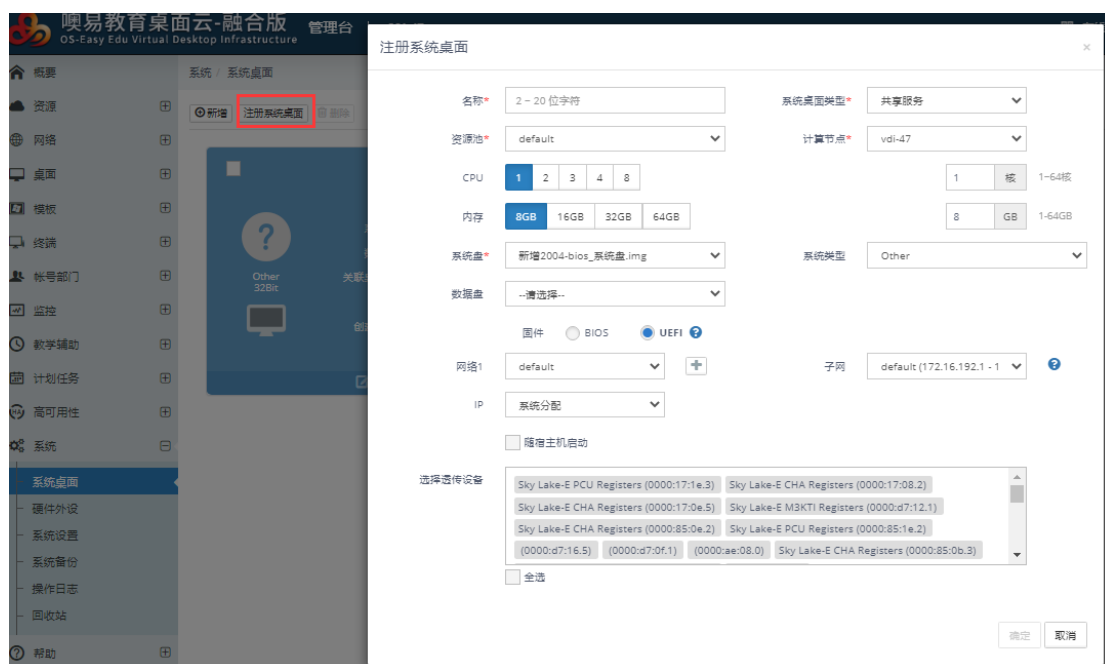 噢易教育桌面云-融合版 管理台
OS-Easy Edu Virtual Desktop Infrastructure
概要
资源
网络
桌面
模板
终端
帐号部门
监控
教学辅助
计划任务
高可用性
系统
系统桌面
硬件外设
系统设置
系统备份
操作日志
回收站
帮助
系统 / 系统桌面
新增 注册系统桌面 删除
Other
32Bit
注册系统桌面 ×
名称* 2 – 20 位字符 系统桌面类型* 共享服务
资源池* default 计算节点* vdi-47
CPU 1 2 3 4 8 1 核 1-64核
内存 8GB 16GB 32GB 64GB 8 GB 1-64GB
系统盘* 新增2004-bios_系统盘.img 系统类型 Other
数据盘 --请选择--
固件 BIOS UEFI ?
网络1 default + 子网 default (172.16.192.1 - 1 ?
IP 系统分配
随宿主机启动
选择透传设备
Sky Lake-E PCU Registers (0000:17:1e.3) Sky Lake-E CHA Registers (0000:17:08.2)
Sky Lake-E CHA Registers (0000:17:0e.5) Sky Lake-E M3KTI Registers (0000:d7:12.1)
Sky Lake-E CHA Registers (0000:85:0e.2) Sky Lake-E PCU Registers (0000:85:1e.2)
(0000:d7:16.5) (0000:d7:0f.1) (0000:ae:08.0) Sky Lake-E CHA Registers (0000:85:0b.3)
全选
确定 取消